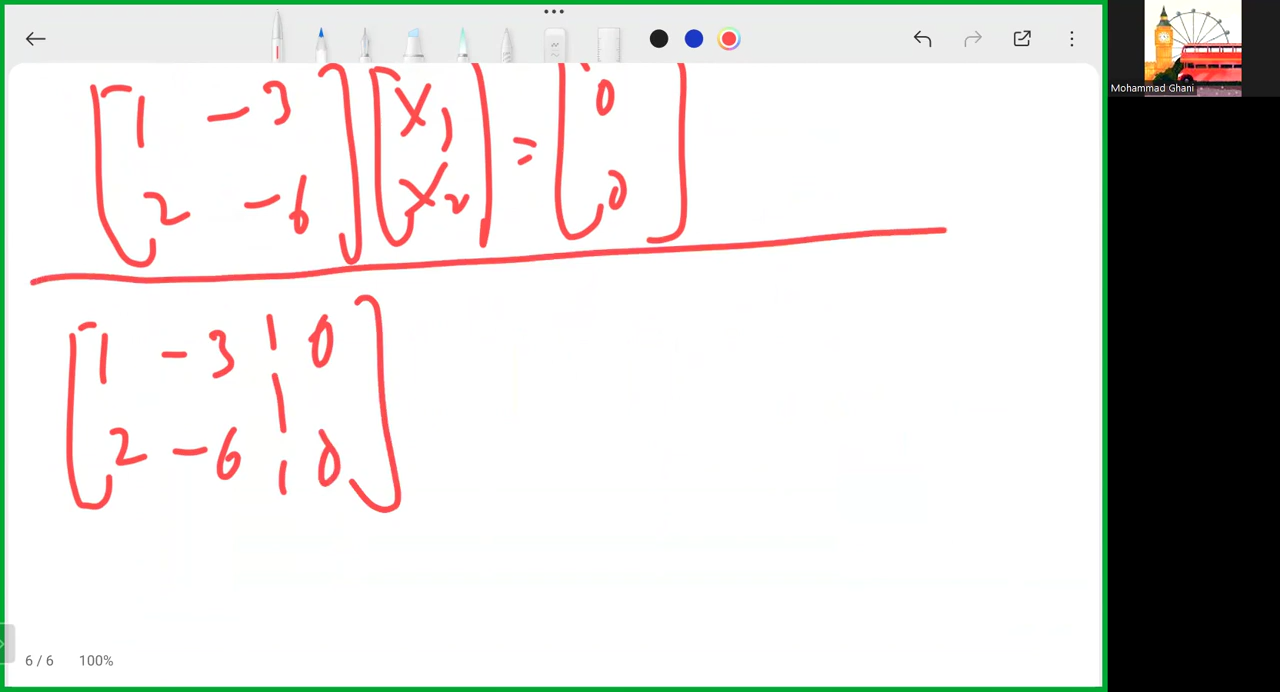 Mohammad Ghani
[1 -3] [x1] = [0]
[2 -6] [x2] [0]
[1 -3 | 0]
[2 -6 | 0]
6 / 6 100%